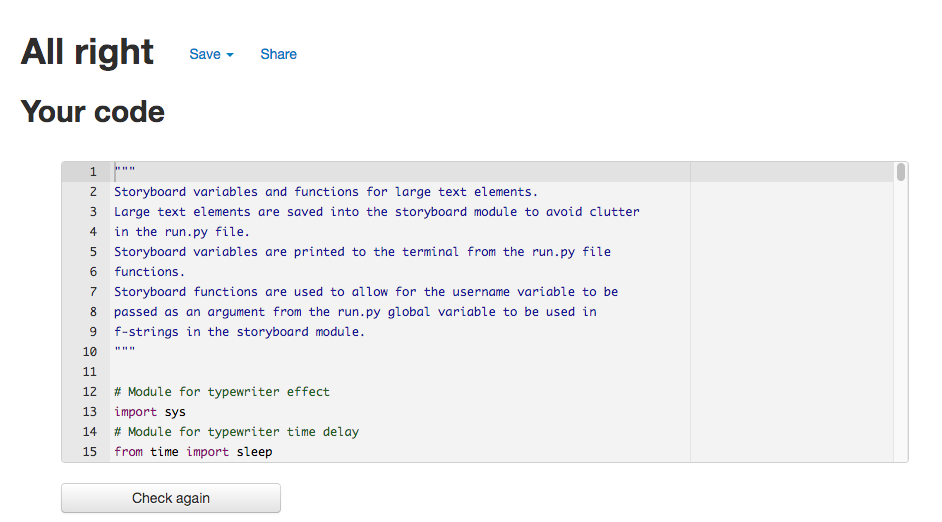 All right Save Share
Your code
1 """
2 Storyboard variables and functions for large text elements.
3 Large text elements are saved into the storyboard module to avoid clutter
4 in the run.py file.
5 Storyboard variables are printed to the terminal from the run.py file
6 functions.
7 Storyboard functions are used to allow for the username variable to be
8 passed as an argument from the run.py global variable to be used in
9 f-strings in the storyboard module.
10 """
11
12 # Module for typewriter effect
13 import sys
14 # Module for typewriter time delay
15 from time import sleep
Check again